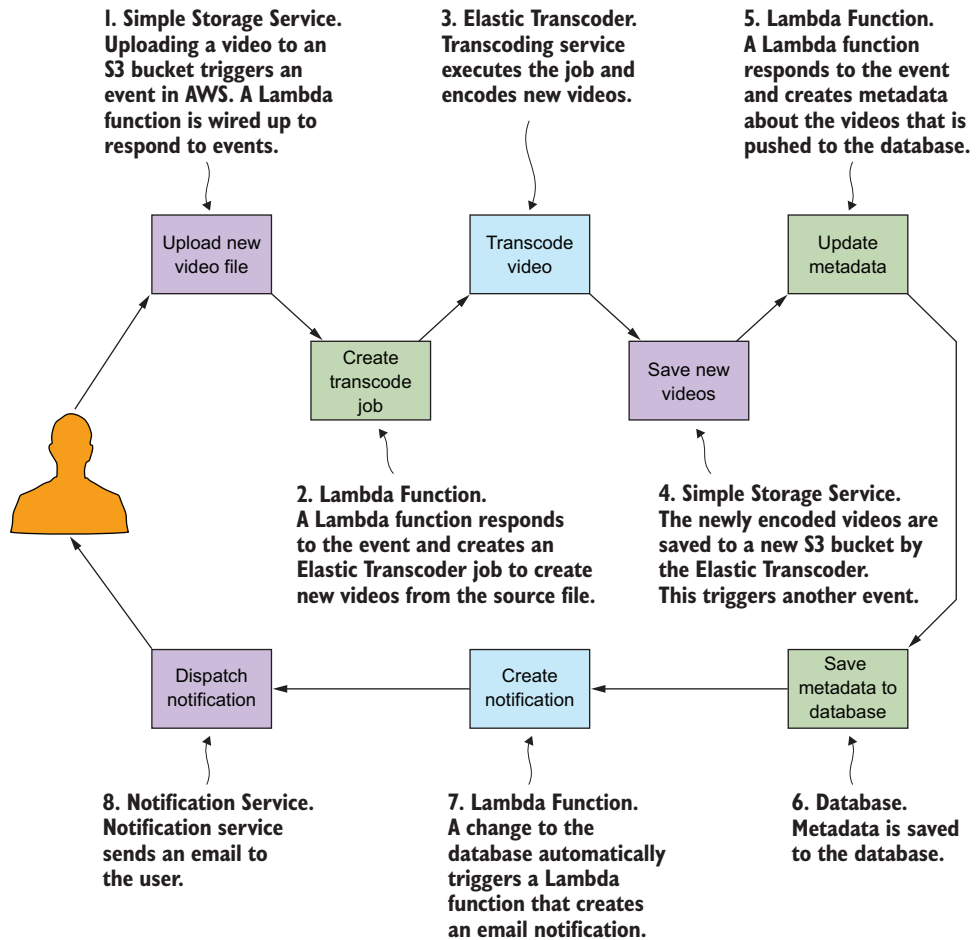 1. Simple Storage Service.
Uploading a video to an
S3 bucket triggers an
event in AWS. A Lambda
function is wired up to
respond to events.
3. Elastic Transcoder.
Transcoding service
executes the job and
encodes new videos.
5. Lambda Function.
A Lambda function
responds to the event
and creates metadata
about the videos that is
pushed to the database.
Upload new
video file
Transcode
video
Update
metadata
Create
transcode
job
Save new
videos
2. Lambda Function.
A Lambda function responds
to the event and creates an
Elastic Transcoder job to create
new videos from the source file.
4. Simple Storage Service.
The newly encoded videos are
saved to a new S3 bucket by
the Elastic Transcoder.
This triggers another event.
Dispatch
notification
Create
notification
Save
metadata to
database
8. Notification Service.
Notification service
sends an email to
the user.
7. Lambda Function.
A change to the
database automatically
triggers a Lambda
function that creates
an email notification.
6. Database.
Metadata is saved
to the database.